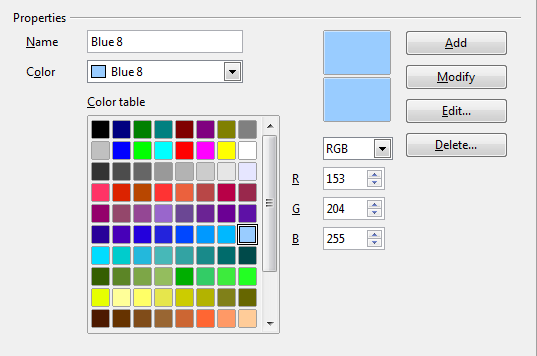 Properties
Name
Blue 8
Add
Color
Blue 8
Modify
Color table
Edit...
RGB
Delete...
R
153
G
204
B
255